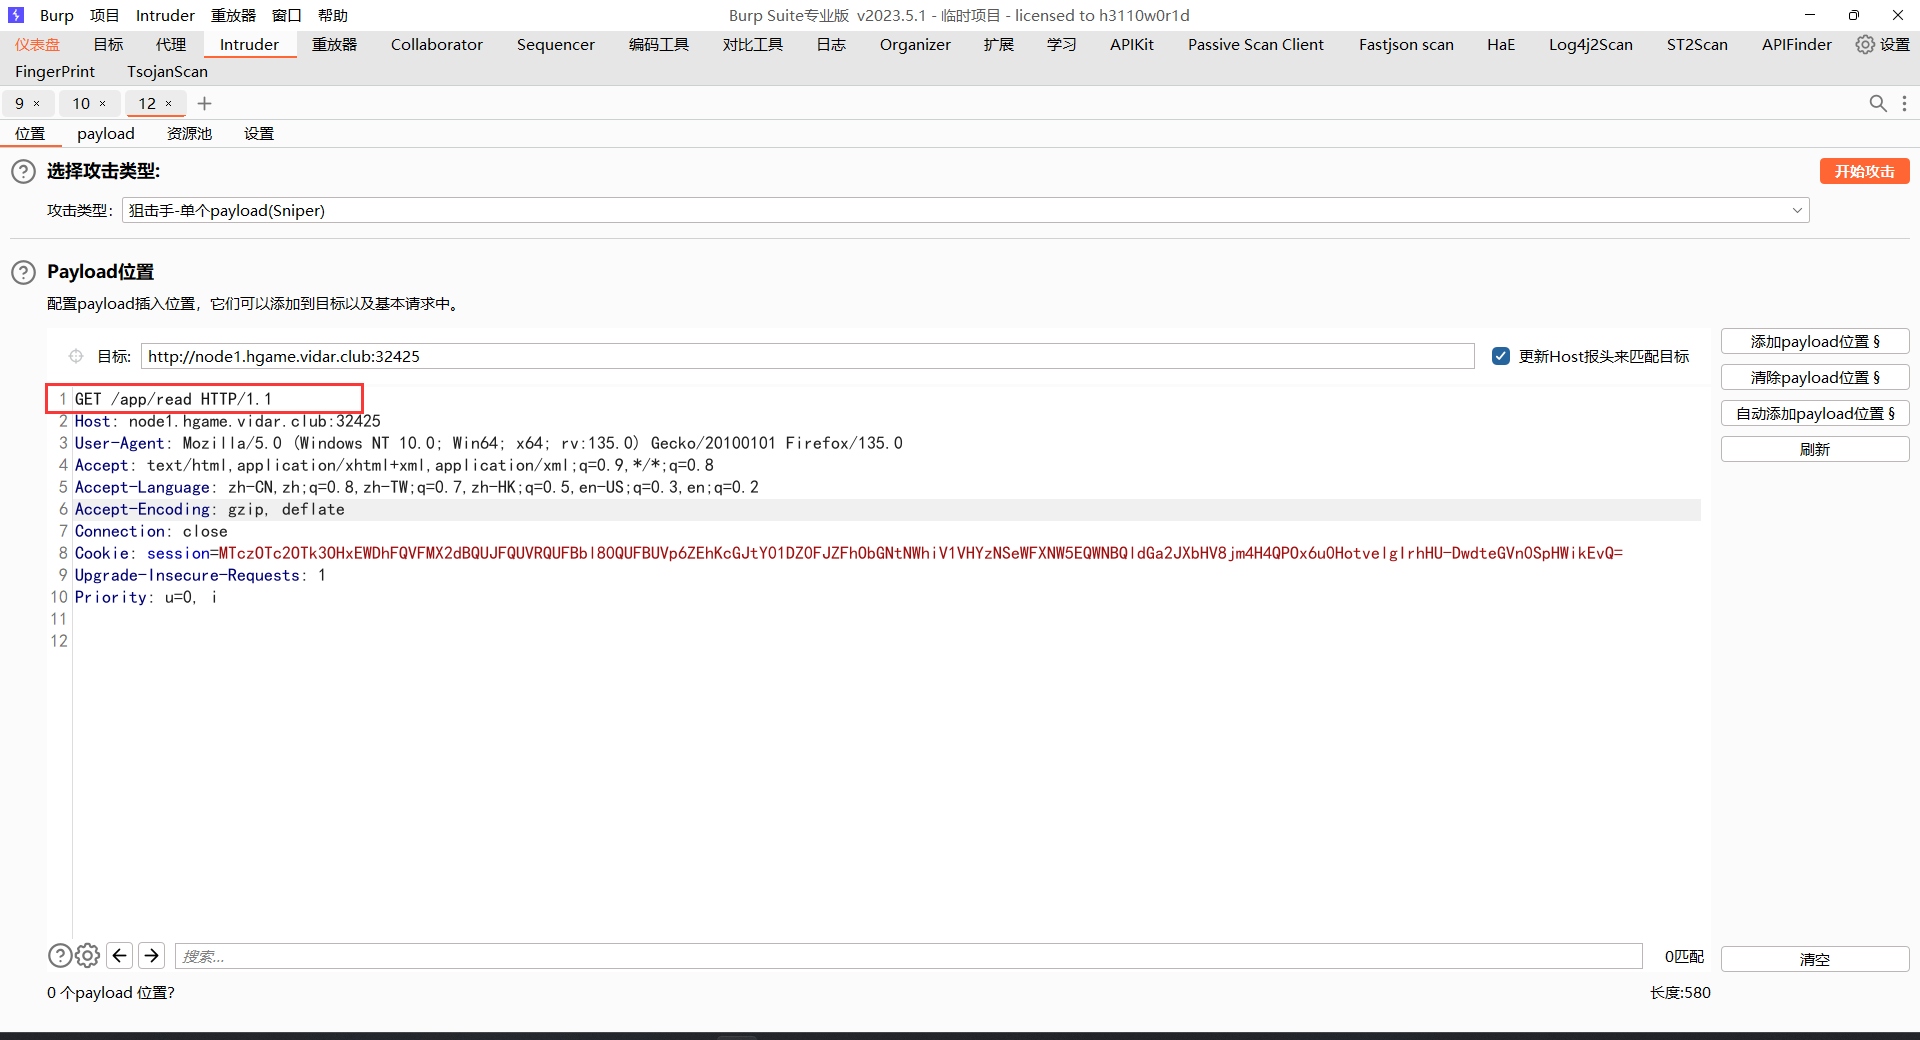 Burp 项目 Intruder 重放器 窗口 帮助 Burp Suite专业版 v2023.5.1 - 临时项目 - licensed to h3110w0r1d
仪表盘 目标 代理 Intruder 重放器 Collaborator Sequencer 编码工具 对比工具 日志 Organizer 扩展 学习 APIKit Passive Scan Client Fastjson scan HaE Log4j2Scan ST2Scan APIFinder 设置
FingerPrint TsojanScan
9 × 10 × 12 × +
位置 payload 资源池 设置
选择攻击类型: 开始攻击
攻击类型: 狙击手-单个payload(Sniper)
Payload位置
配置payload插入位置，它们可以添加到目标以及基本请求中。
目标: http://node1.hgame.vidar.club:32425 更新Host报头来匹配目标
添加payload位置 §
清除payload位置 §
自动添加payload位置 §
刷新
1 GET /app/read HTTP/1.1
2 Host: node1.hgame.vidar.club:32425
3 User-Agent: Mozilla/5.0 (Windows NT 10.0; Win64; x64; rv:135.0) Gecko/20100101 Firefox/135.0
4 Accept: text/html,application/xhtml+xml,application/xml;q=0.9,*/*;q=0.8
5 Accept-Language: zh-CN,zh;q=0.8,zh-TW;q=0.7,zh-HK;q=0.5,en-US;q=0.3,en;q=0.2
6 Accept-Encoding: gzip, deflate
7 Connection: close
8 Cookie: session=
9 Upgrade-Insecure-Requests: 1
10 Priority: u=0, i
11
12
搜索... 0匹配 清空
0 个payload 位置? 长度:580